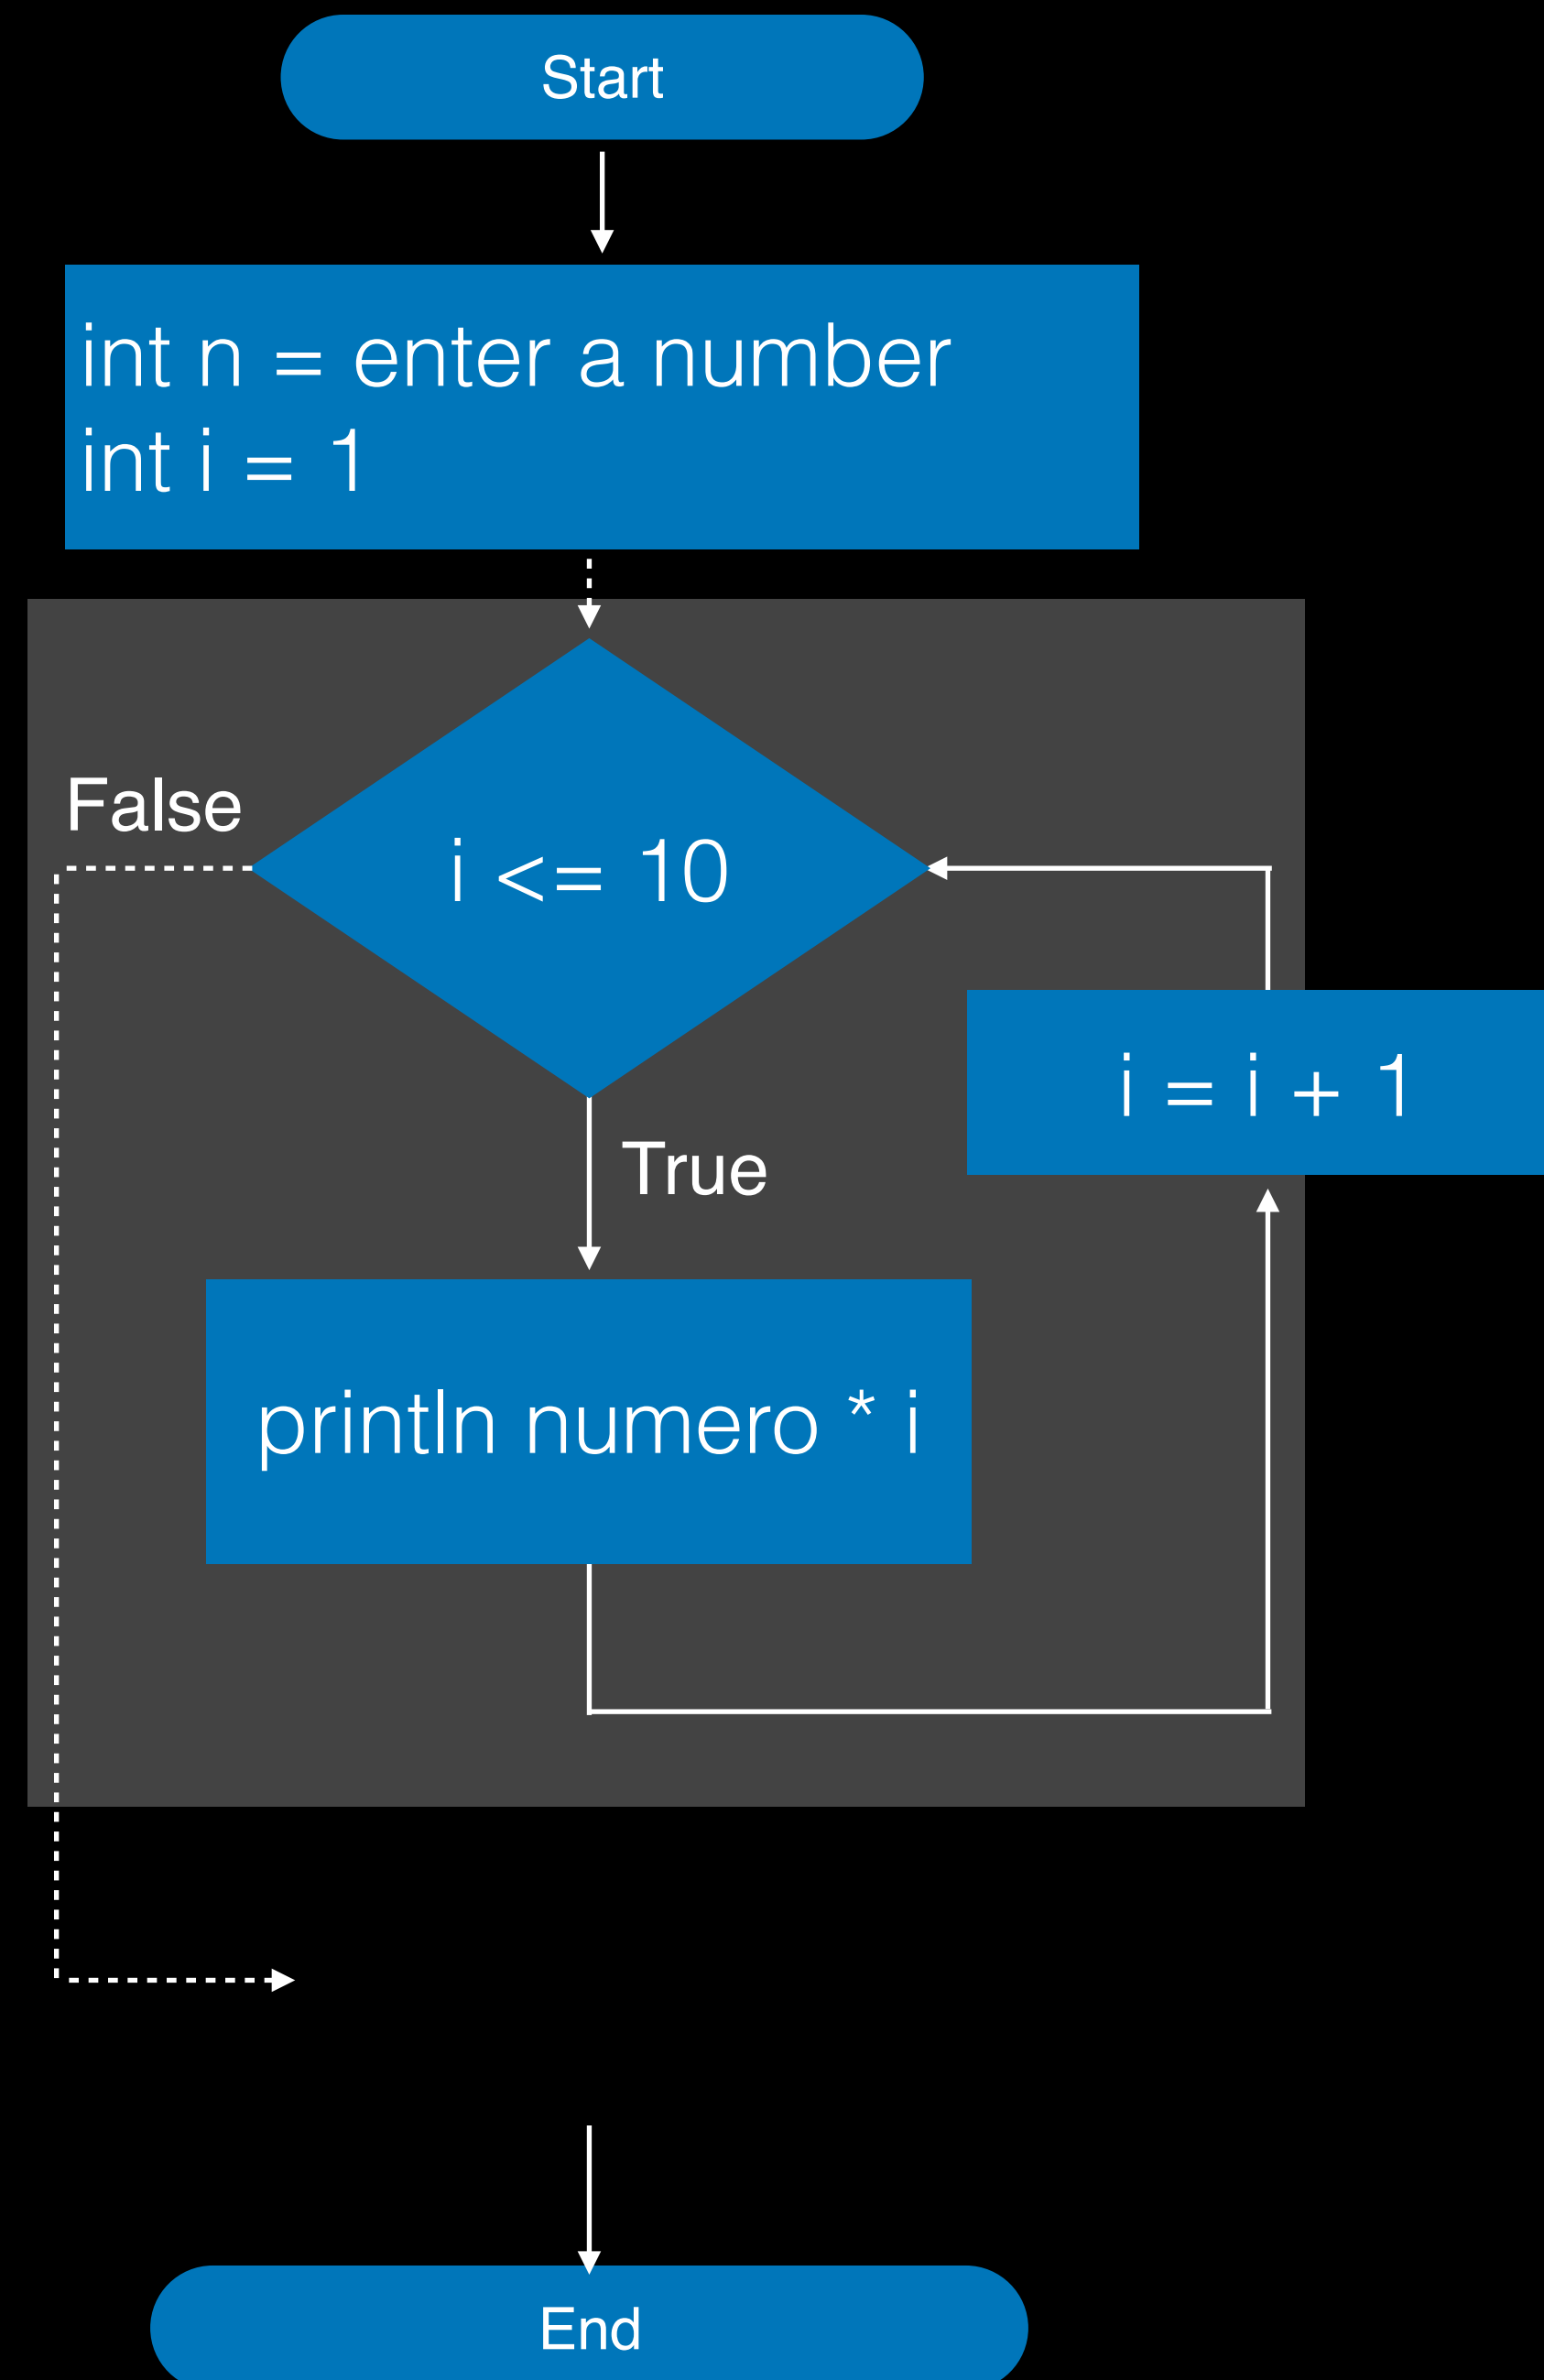 Start
int n = enter a number
int i = 1
False
i <= 10
i = i + 1
True
println numero * i
End